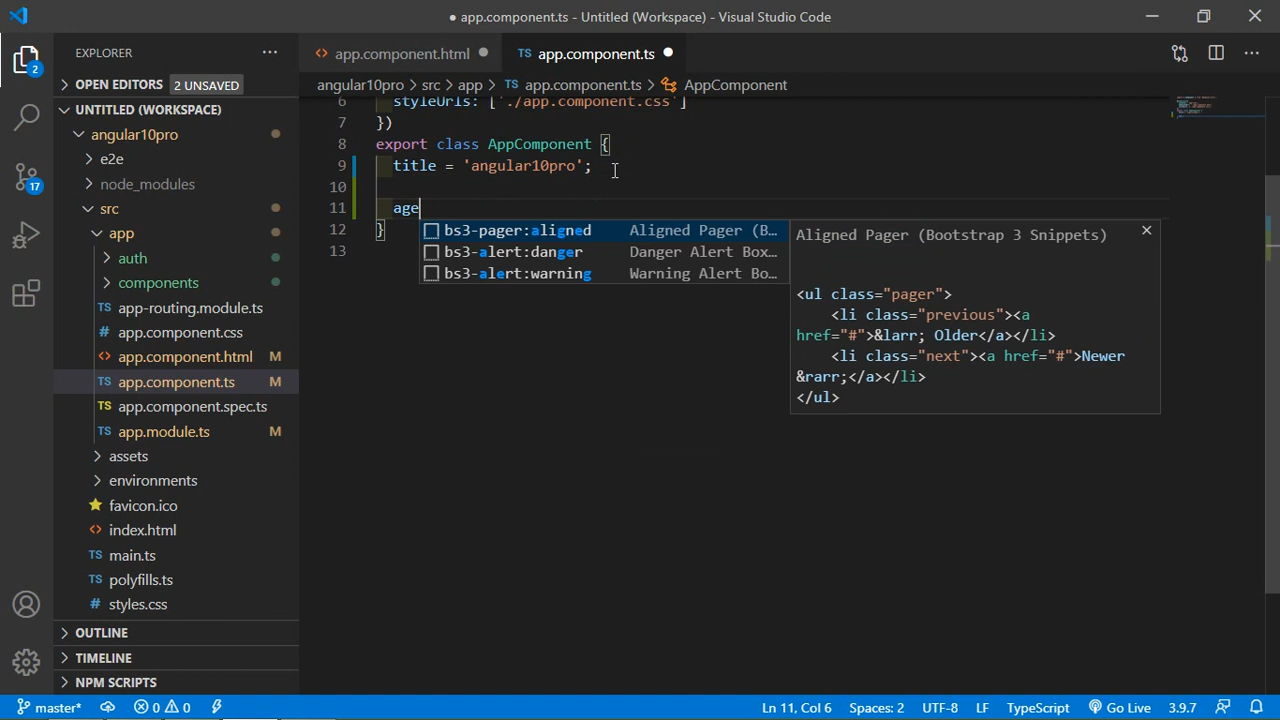 ● app.component.ts - Untitled (Workspace) - Visual Studio Code
EXPLORER
OPEN EDITORS 2 UNSAVED
UNTITLED (WORKSPACE)
angular10pro
e2e
node_modules
src
app
auth
components
app-routing.module.ts
app.component.css
app.component.html M
app.component.ts M
app.component.spec.ts
app.module.ts M
assets
environments
favicon.ico
index.html
main.ts
polyfills.ts
styles.css
OUTLINE
TIMELINE
NPM SCRIPTS
2
17
app.component.html
TS app.component.ts
angular10pro > src > app > TS app.component.ts > AppComponent
6 styleUrls: ['./app.component.css']
7 })
8 export class AppComponent {
9 title = 'angular10pro';
10
11 age
12 }
13
bs3-pager:aligned Aligned Pager (B…
bs3-alert:danger Danger Alert Box…
bs3-alert:warning Warning Alert Bo…
Aligned Pager (Bootstrap 3 Snippets)
<ul class="pager">
<li class="previous"><a
href="#">&larr; Older</a></li>
<li class="next"><a href="#">Newer
&rarr;</a></li>
</ul>
master* 0 0 Ln 11, Col 6 Spaces: 2 UTF-8 LF TypeScript Go Live 3.9.7